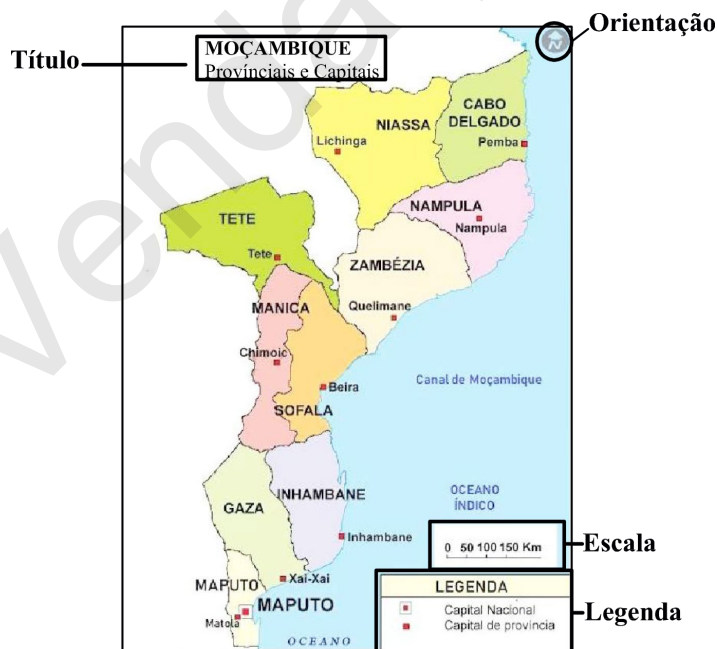 Orientação
Título
MOÇAMBIQUE
Províncias e Capitais
N
CABO
DELGADO
NIASSA
Lichinga
Pemba
NAMPULA
Nampula
TETE
Tete
ZAMBÉZIA
Quelimane
MANICA
Chimoio
Canal de Moçambique
Beira
SOFALA
OCEANO
ÍNDICO
INHAMBANE
GAZA
Inhambane
0 50 100 150 Km
Escala
Xai-Xai
MAPUTO
LEGENDA
MAPUTO
Matola
Capital Nacional
Capital de província
Legenda
OCEANO
Venda